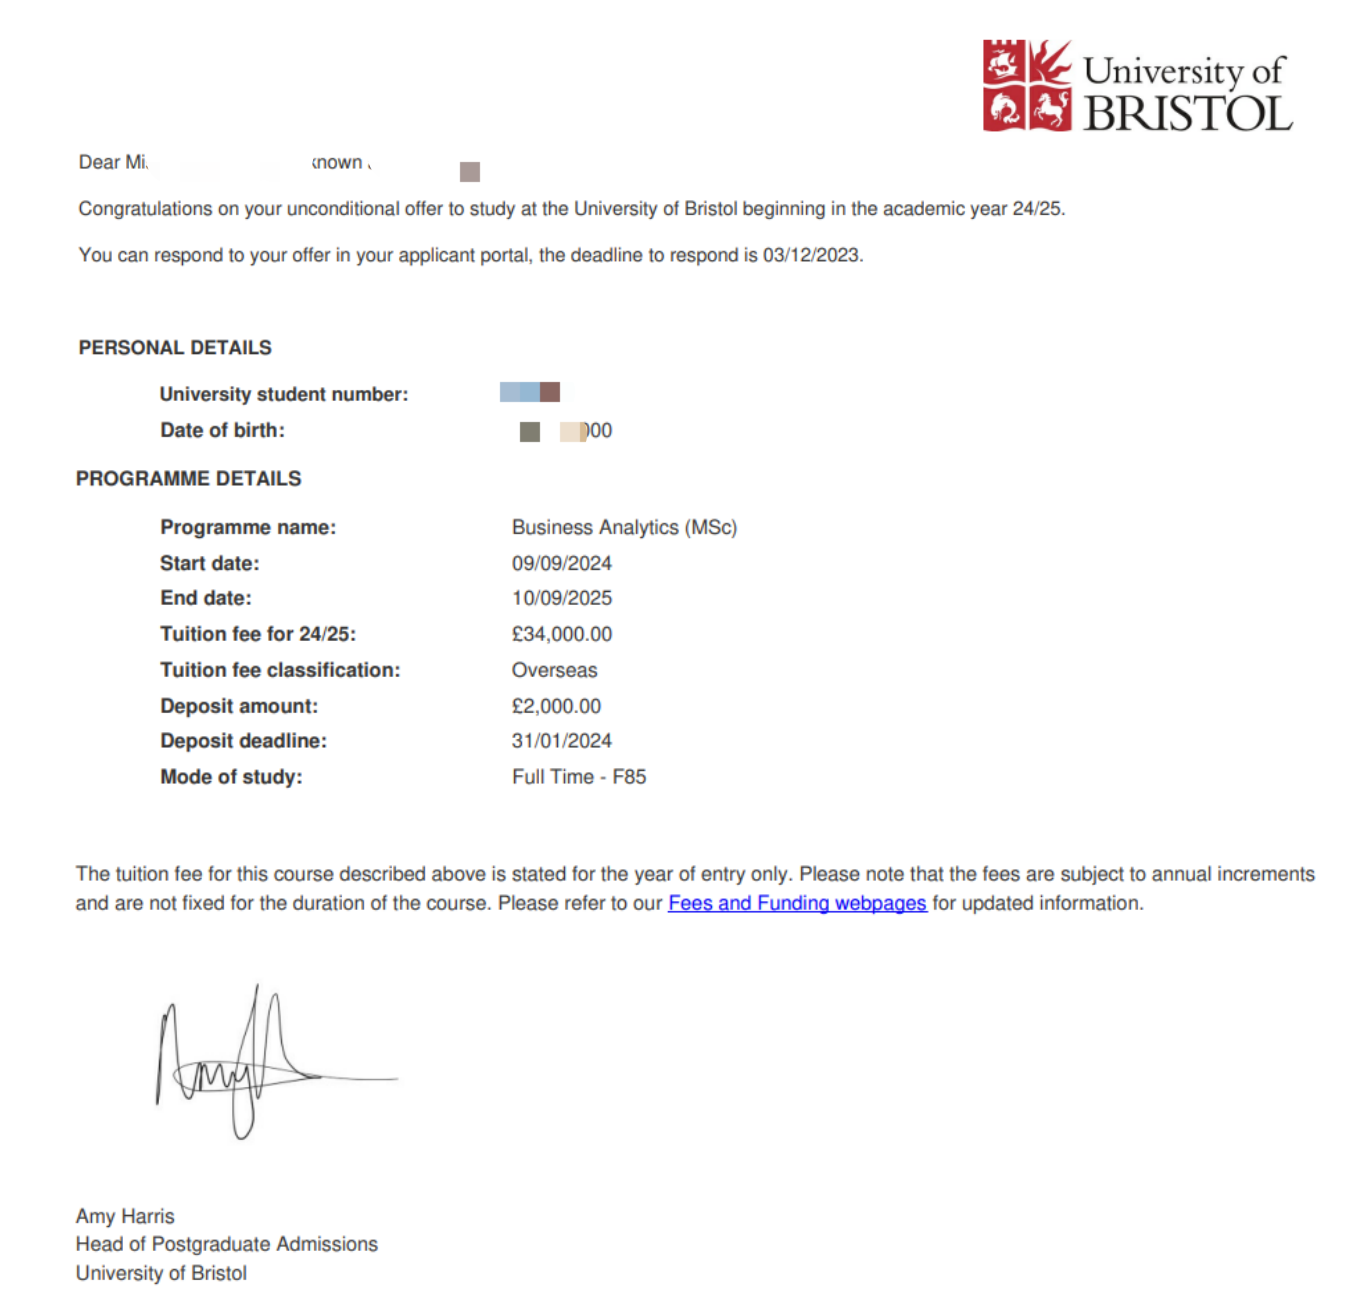 University of
BRISTOL
Dear Mi. known
Congratulations on your unconditional offer to study at the University of Bristol beginning in the academic year 24/25.
You can respond to your offer in your applicant portal, the deadline to respond is 03/12/2023.
PERSONAL DETAILS
University student number:
Date of birth: 00
PROGRAMME DETAILS
Programme name: Business Analytics (MSc)
Start date: 09/09/2024
End date: 10/09/2025
Tuition fee for 24/25: £34,000.00
Tuition fee classification: Overseas
Deposit amount: £2,000.00
Deposit deadline: 31/01/2024
Mode of study: Full Time - F85
The tuition fee for this course described above is stated for the year of entry only. Please note that the fees are subject to annual increments
and are not fixed for the duration of the course. Please refer to our Fees and Funding webpages for updated information.
Amy Harris
Head of Postgraduate Admissions
University of Bristol